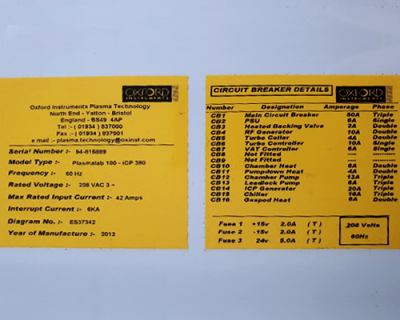 OXFORD
INSTRUMENTS
Oxford Instruments Plasma Technology
North End - Yatton - Bristol
England - BS49 4AP
Tel :- ( 01934 ) 837000
Fax :- ( 01934 ) 837001
e mail :- plasma.technology@oxinst.com
Serial Number :- 94-815889
Model Type :- Plasmalab 100 - ICP 380
Frequency :- 60 Hz
Rated Voltage :- 208 VAC 3 ~
Max Rated Input Current :- 42 Amps
Interrupt Current :- 6KA
Diagram No. :- ES37342
Year of Manufacture :- 2012
CIRCUIT BREAKER DETAILS
OXFORD
INSTRUMENTS
Number Designation Amperage Phase
CB1 Main Circuit Breaker 50A Triple
CB2 PSU 6A Single
CB3 Heated Backing Valve 2A Double
CB4 RF Generator 10A Double
CB5 Turbo Collar 4A Double
CB6 Turbo Controller 10A Single
CB7 VAT Controller 6A Single
CB8 Not Fitted --- ---
CB9 Not Fitted --- ---
CB10 Chamber Heat 6A Double
CB11 Pumpdown Heat 4A Double
CB12 Chamber Pump 13A Triple
CB13 Leadlock Pump Triple
CB14 ICP Generator 20A Triple
CB15 Chiller 16A Triple
CB16 Gaspod Heat 6A Double
Fuse 1 +15v 2.0A ( T )
Fuse 2 -15v 2.0A ( T )
Fuse 3 24v 5.0A ( T )
208 Volts
60Hz